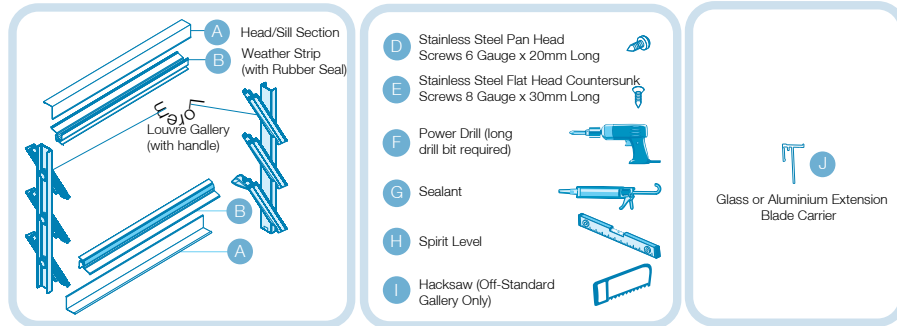 A Head/Sill Section
B Weather Strip
(with Rubber Seal)
Lorem
Louvre Gallery
(with handle)
B
A
D Stainless Steel Pan Head
Screws 6 Gauge x 20mm Long
E Stainless Steel Flat Head Countersunk
Screws 8 Gauge x 30mm Long
F Power Drill (long
drill bit required)
G Sealant
H Spirit Level
I Hacksaw (Off-Standard
Gallery Only)
J
Glass or Aluminium Extension
Blade Carrier